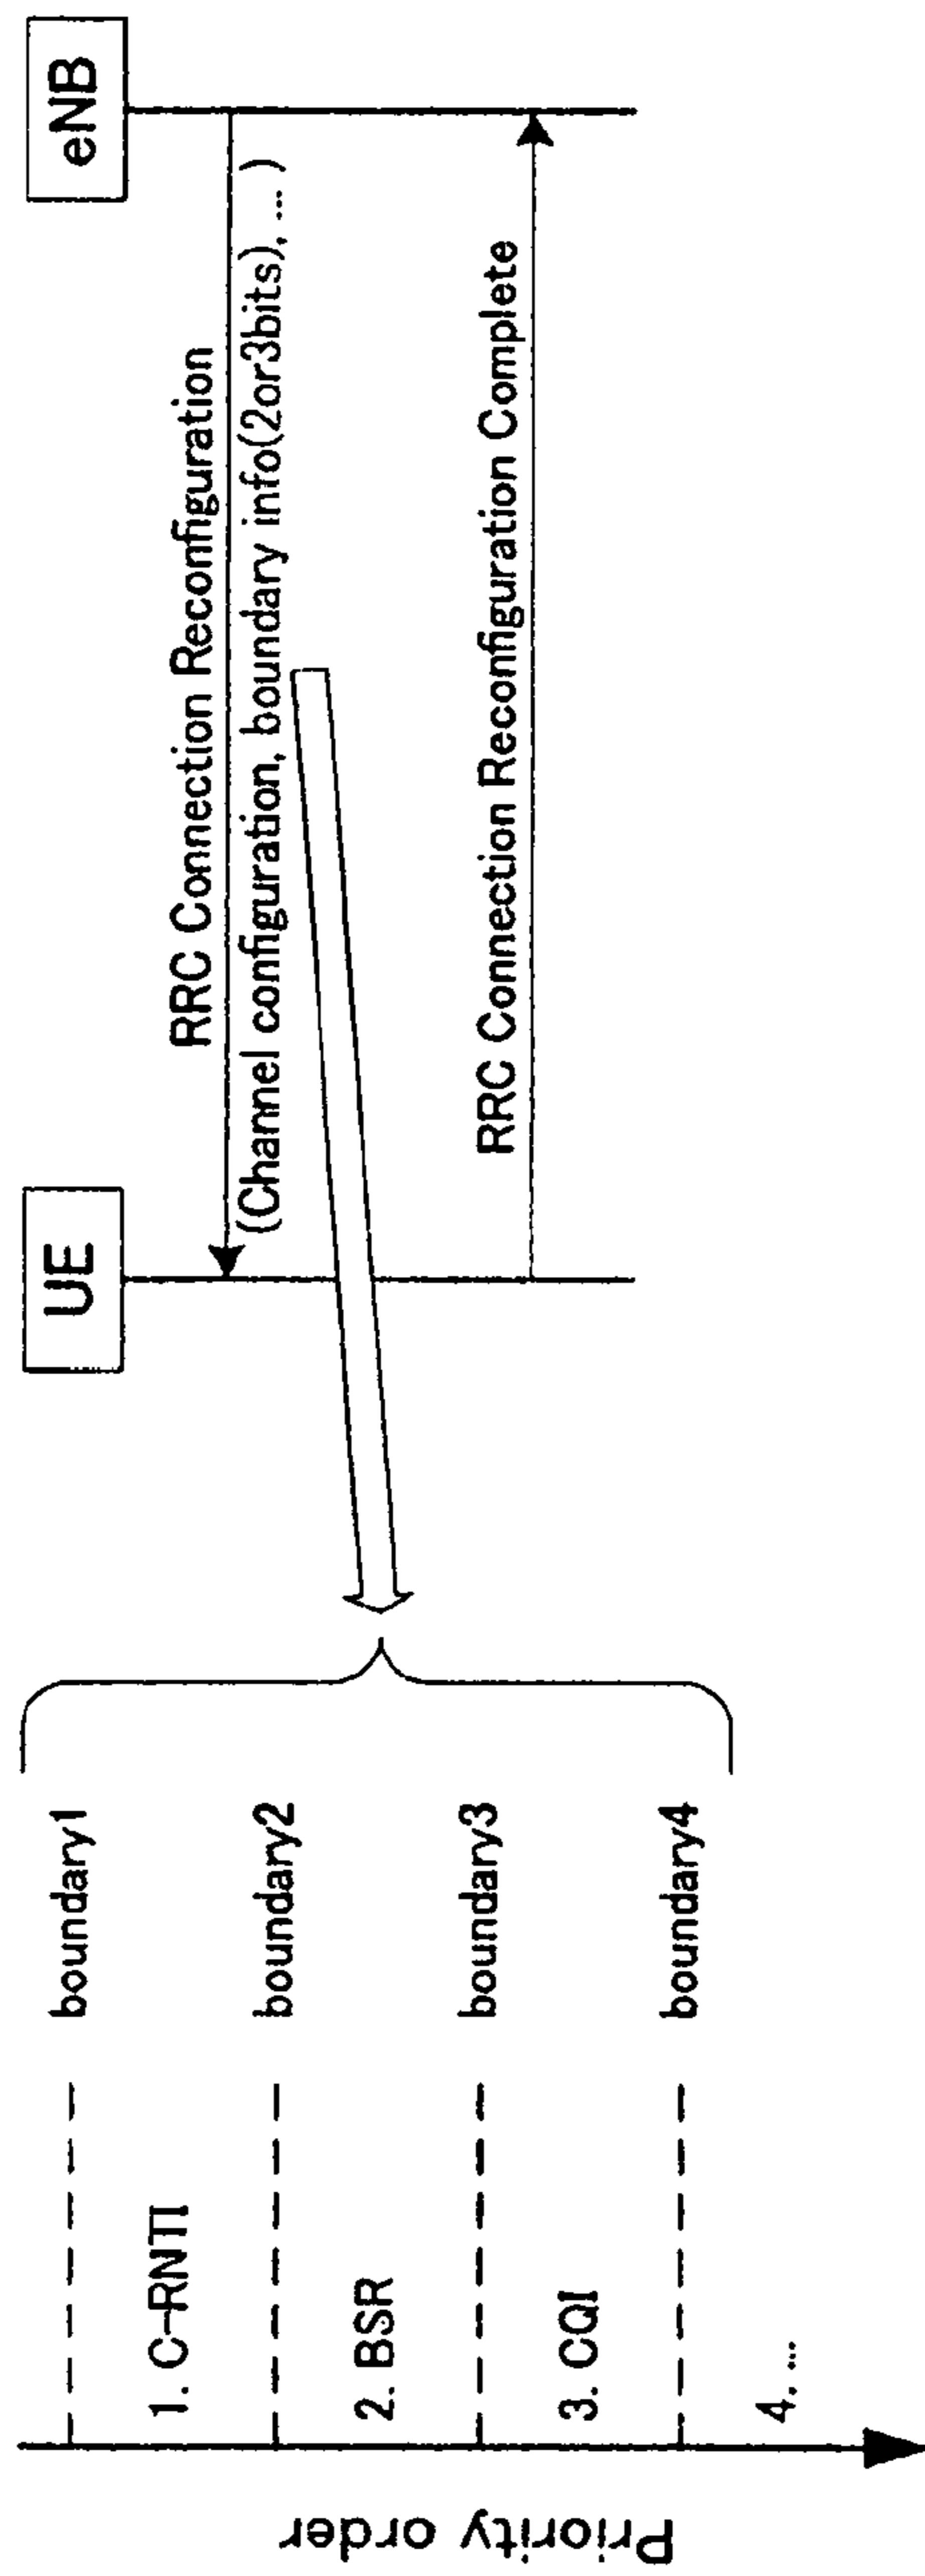 UE
eNB
RRC Connection Reconfiguration
(Channel configuration, boundary info(2or3bits), ... )
RRC Connection Reconfiguration Complete
Priority order
boundary1
1. C-RNTI
boundary2
2. BSR
boundary3
3. CQI
boundary4
4. ...